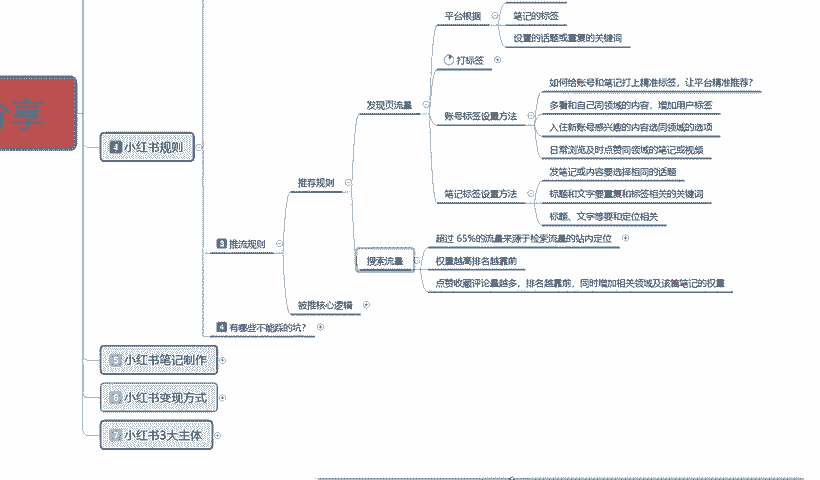 享
4 小红书规则
3 推流规则
推荐规则
发现页流量
平台根据
笔记的标签
设置的话题或重复的关键词
打标签
账号标签设置方法
如何给账号和笔记打上精准标签，让平台精准推荐？
多看和自己同领域的内容，增加用户标签
入住新账号感兴趣的内容选同领域的选项
日常浏览及时点赞同领域的笔记或视频
笔记标签设置方法
发笔记或内容要选择相同的话题
标题和文字要重复和标签相关的关键词
标题、文字等要和定位相关
搜索流量
超过 65%的流量来源于检索流量的站内定位
权重越高排名越靠前
点赞收藏评论量越多，排名越靠前，同时增加相关领域及该篇笔记的权重
被推核心逻辑
4 有哪些不能踩的坑？
5 小红书笔记制作
6 小红书变现方式
7 小红书3大主体